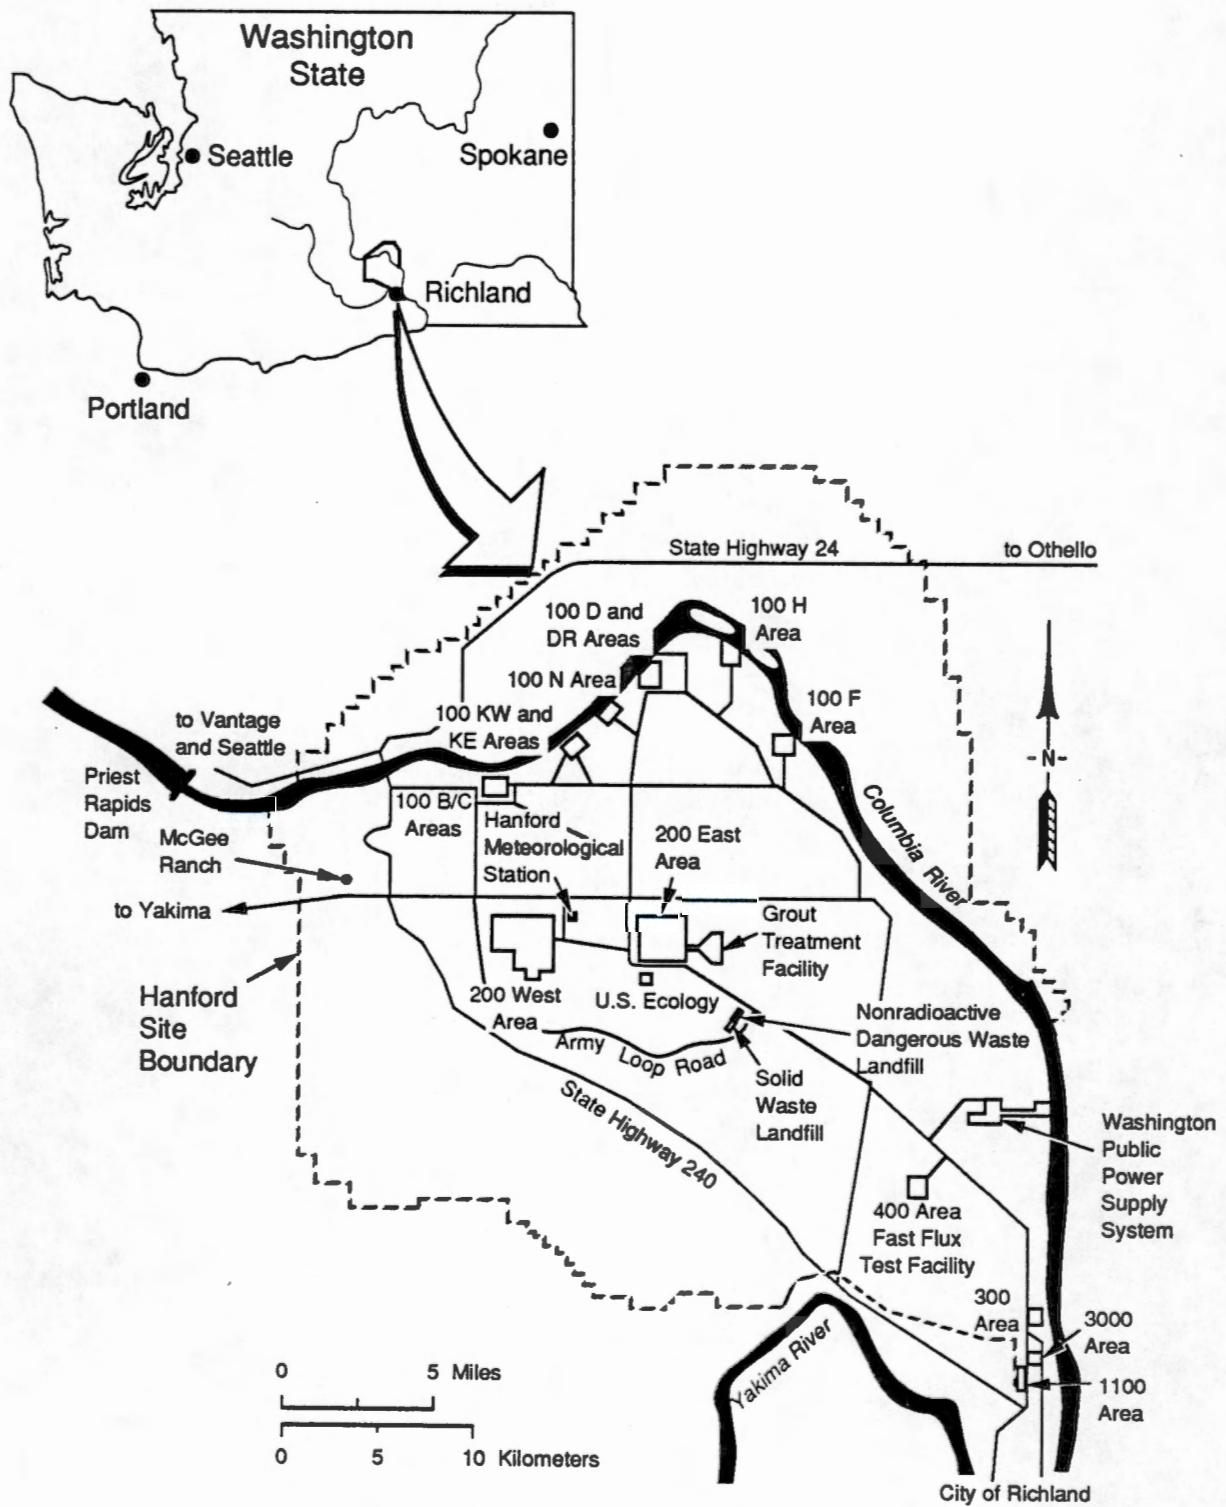 Washington
State
Seattle
Spokane
Richland
Portland
State Highway 24
to Othello
100 D and
DR Areas
100 H
Area
100 N Area
100 F
Area
100 KW and
KE Areas
to Vantage
and Seattle
Priest
Rapids
Dam
-N-
Columbia River
100 B/C
Areas
Hanford
Meteorological
Station
McGee
Ranch
200 East
Area
to Yakima
Grout
Treatment
Facility
Hanford
Site
Boundary
200 West
Area
U.S. Ecology
Nonradioactive
Dangerous Waste
Landfill
Army Loop Road
Solid
Waste
Landfill
State Highway 240
Washington
Public
Power
Supply
System
400 Area
Fast Flux
Test Facility
300
Area
3000
Area
Yakima River
1100
Area
0 5 Miles
0 5 10 Kilometers
City of Richland